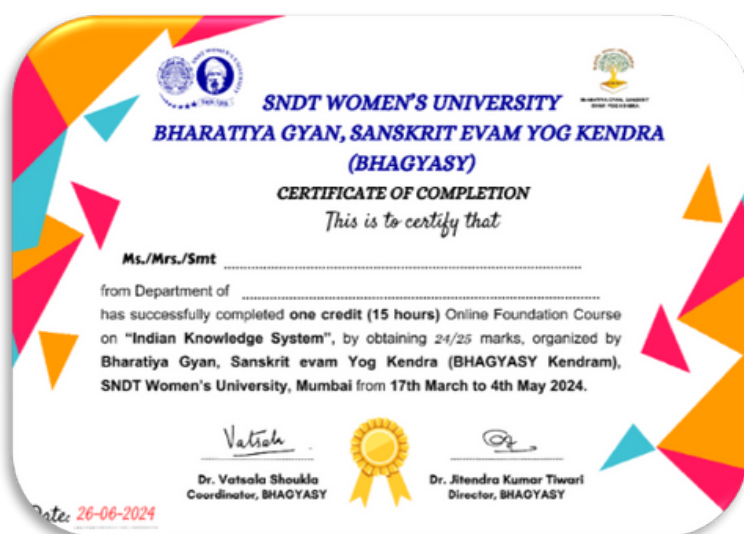 SNDT WOMEN'S UNIVERSITY
BHARATIYA GYAN, SANSKRIT EVAM YOG KENDRA
(BHAGYASY)
CERTIFICATE OF COMPLETION
This is to certify that
Ms./Mrs./Smt
from Department of
has successfully completed one credit (15 hours) Online Foundation Course
on "Indian Knowledge System", by obtaining 24/25 marks, organized by
Bharatiya Gyan, Sanskrit evam Yog Kendra (BHAGYASY Kendram),
SNDT Women's University, Mumbai from 17th March to 4th May 2024.
Vatsala
Dr. Vatsala Shoukla
Coordinator, BHAGYASY
Dr. Jitendra Kumar Tiwari
Director, BHAGYASY
Date: 26-06-2024